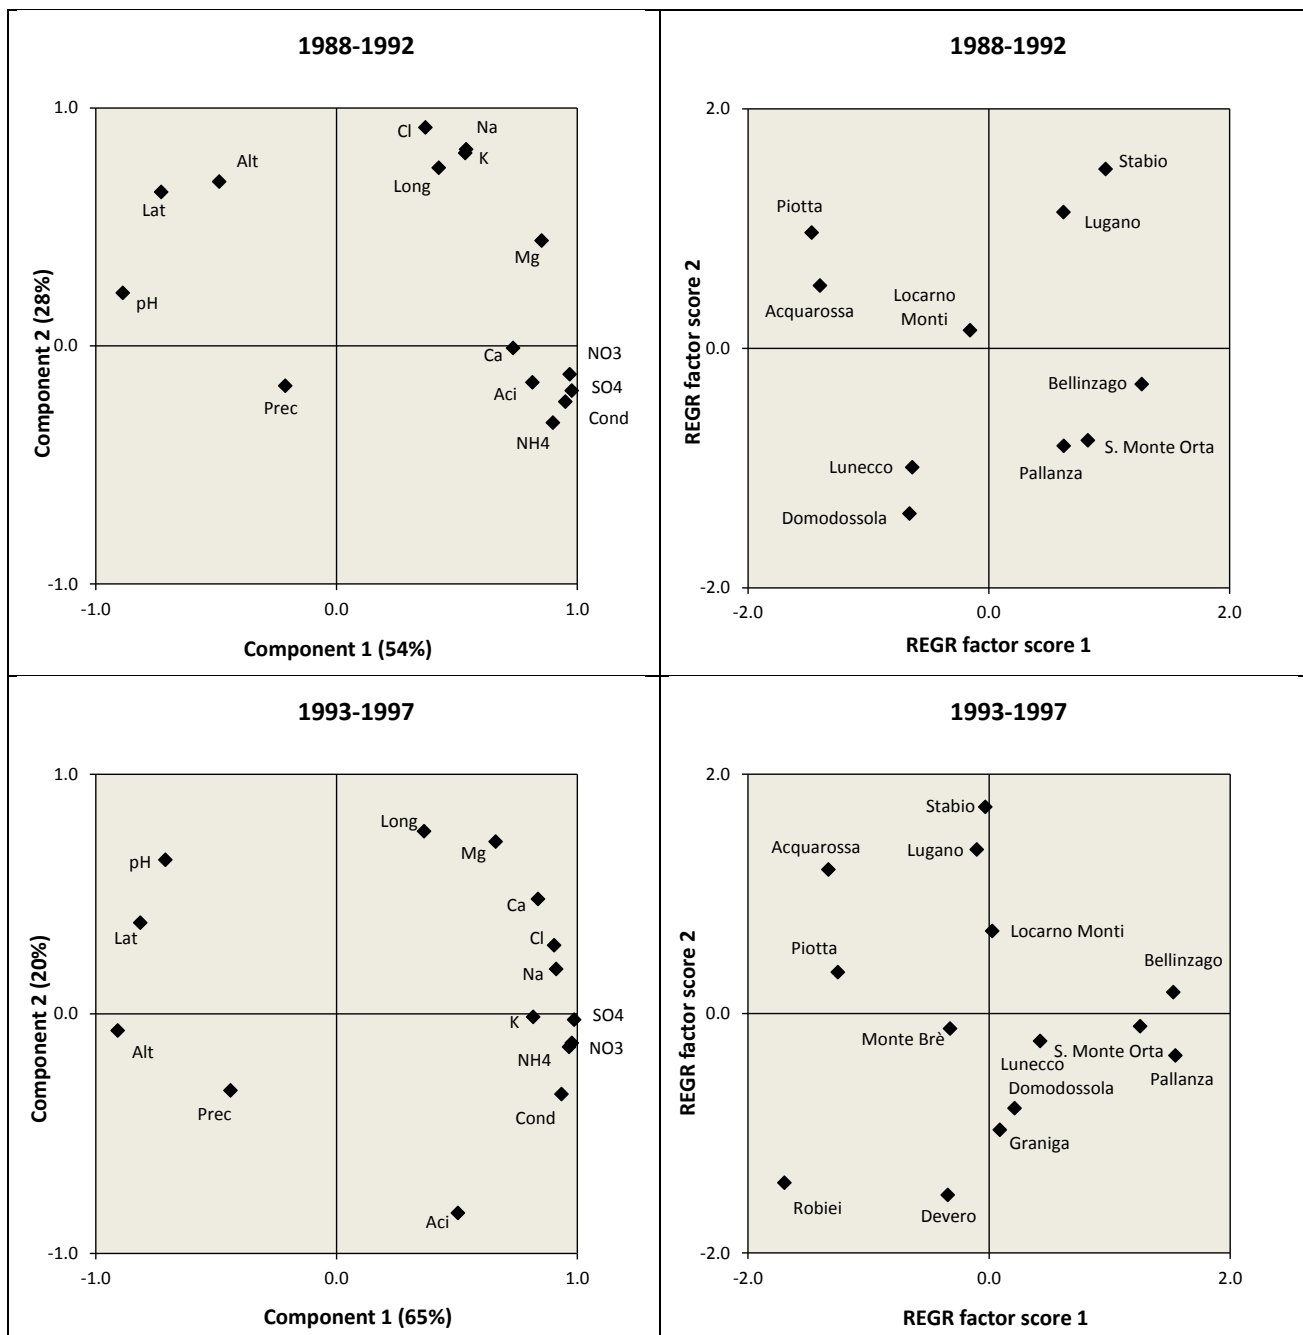 1988-1992
1.0
0.0
-1.0
-1.0
0.0
1.0
Component 2 (28%)
Component 1 (54%)
Cl
Na
K
Long
Alt
Lat
Mg
pH
Ca
NO3
Aci
SO4
Prec
Cond
NH4
1988-1992
2.0
0.0
-2.0
-2.0
0.0
2.0
REGR factor score 2
REGR factor score 1
Stabio
Piotta
Lugano
Acquarossa
Locarno
Monti
Bellinzago
S. Monte Orta
Lunecco
Pallanza
Domodossola
1993-1997
1.0
0.0
-1.0
-1.0
0.0
1.0
Component 2 (20%)
Component 1 (65%)
Long
Mg
pH
Ca
Lat
Cl
Na
K
SO4
Alt
NH4
NO3
Prec
Cond
Aci
1993-1997
2.0
0.0
-2.0
-2.0
0.0
2.0
REGR factor score 2
REGR factor score 1
Stabio
Acquarossa
Lugano
Locarno Monti
Piotta
Bellinzago
Monte Brè
S. Monte Orta
Lunecco
Pallanza
Domodossola
Graniga
Robiei
Devero